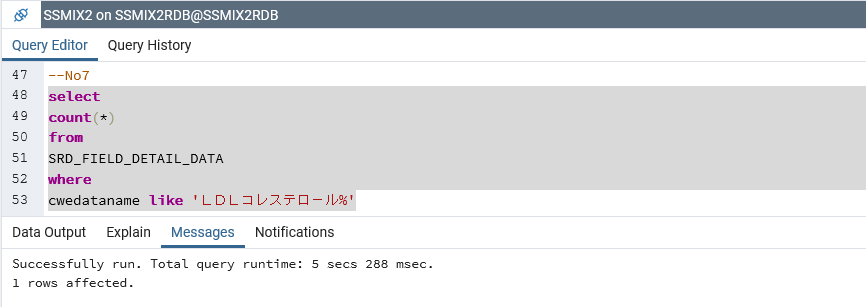 SSMIX2 on SSMIX2RDB@SSMIX2RDB
Query Editor Query History
47 --No7
48 select
49 count(*)
50 from
51 SRD_FIELD_DETAIL_DATA
52 where
53 cwedataname like 'ＬＤＬコレステロール%'
Data Output Explain Messages Notifications
Successfully run. Total query runtime: 5 secs 288 msec.
1 rows affected.